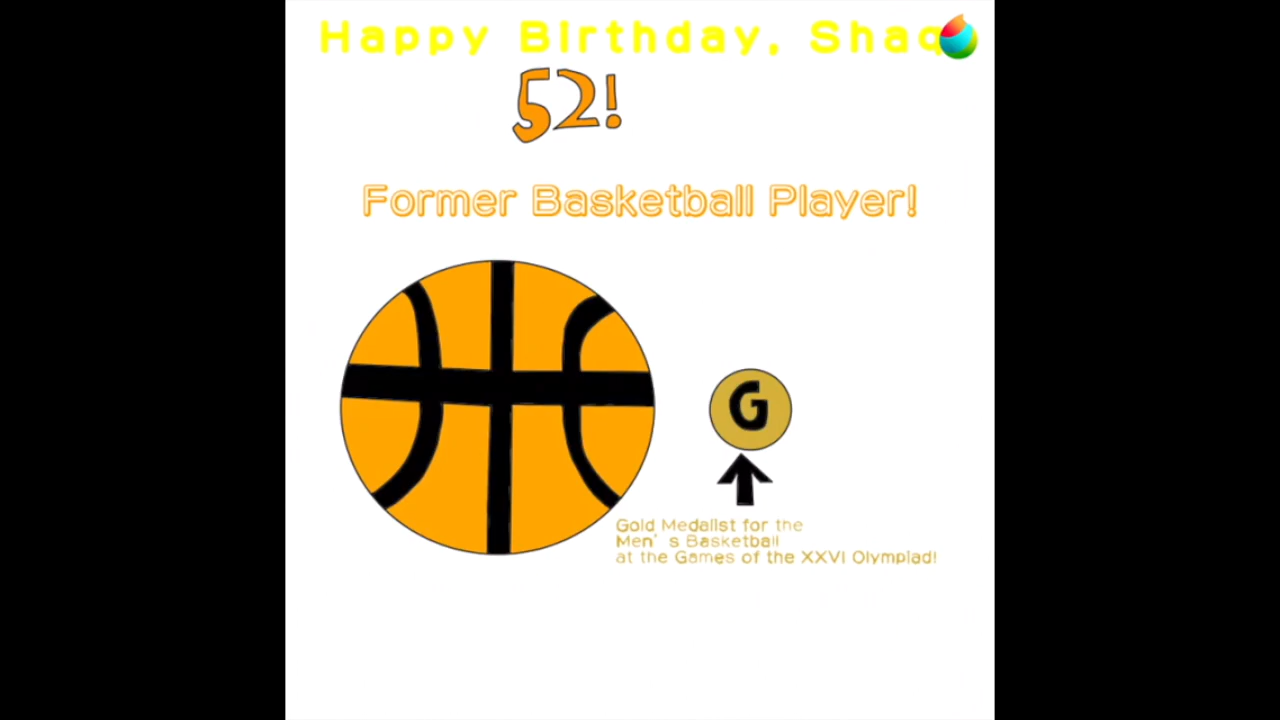 Happy Birthday, Shaq
52!
Former Basketball Player!
G
Gold Medalist for the
Men's Basketball
at the Games of the XXVI Olympiad!